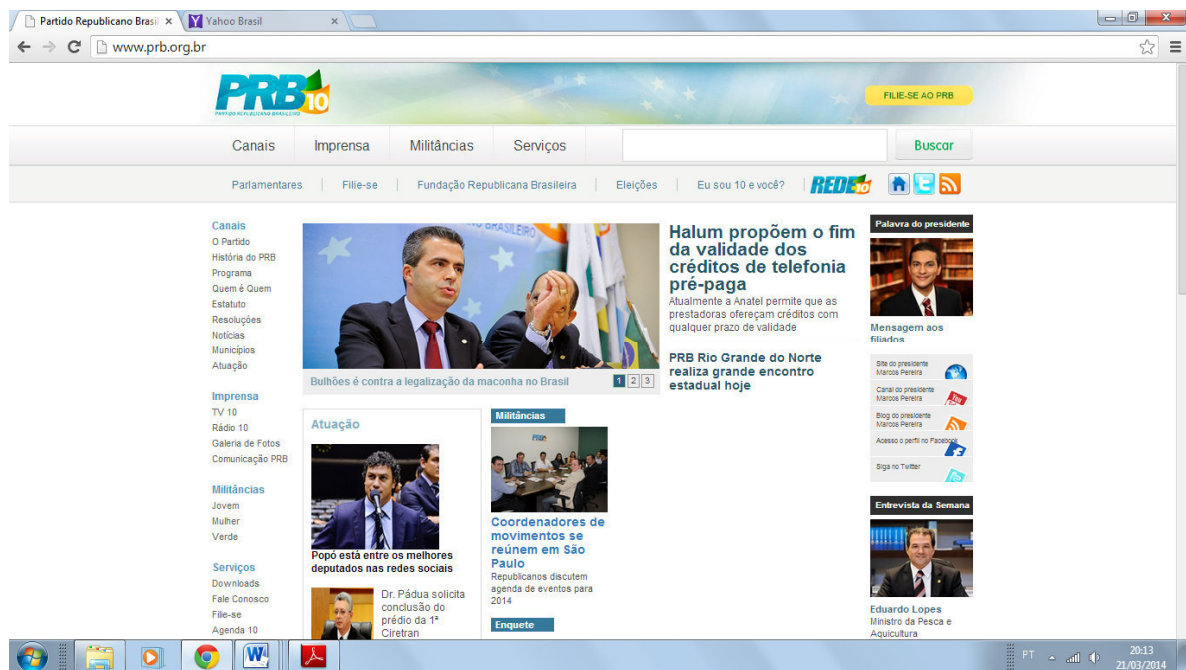 Partido Republicano Brasil
Yahoo Brasil
www.prb.org.br
PRB 10
PARTIDO REPUBLICANO BRASILEIRO
FILIE-SE AO PRB
Canais
Imprensa
Militâncias
Serviços
Buscar
Parlamentares | Filie-se | Fundação Republicana Brasileira | Eleições | Eu sou 10 e você? | REDE10
Canais
O Partido
História do PRB
Programa
Quem é Quem
Estatuto
Resoluções
Notícias
Municípios
Atuação
Imprensa
TV 10
Rádio 10
Galeria de Fotos
Comunicação PRB
Militâncias
Jovem
Mulher
Verde
Serviços
Downloads
Fale Conosco
Filie-se
Agenda 10
BRASILEIRO
Bulhões é contra a legalização da maconha no Brasil
1 2 3
Halum propõem o fim
da validade dos
créditos de telefonia
pré-paga
Atualmente a Anatel permite que as
prestadoras ofereçam créditos com
qualquer prazo de validade
PRB Rio Grande do Norte
realiza grande encontro
estadual hoje
Atuação
Popó está entre os melhores
deputados nas redes sociais
Dr. Pádua solicita
conclusão do
prédio da 1ª
Ciretran
Militâncias
PRB
Coordenadores de
movimentos se
reúnem em São
Paulo
Republicanos discutem
agenda de eventos para
2014
Enquete
Palavra do presidente
Mensagem aos
filiados
Site do presidente
Marcos Pereira
Canal do presidente
Marcos Pereira
You
Blog do presidente
Marcos Pereira
Acesso o perfil no Facebook
Siga no Twitter
Entrevista da Semana
Eduardo Lopes
Ministro da Pesca e
Aquicultura
PT
20:13
21/03/2014